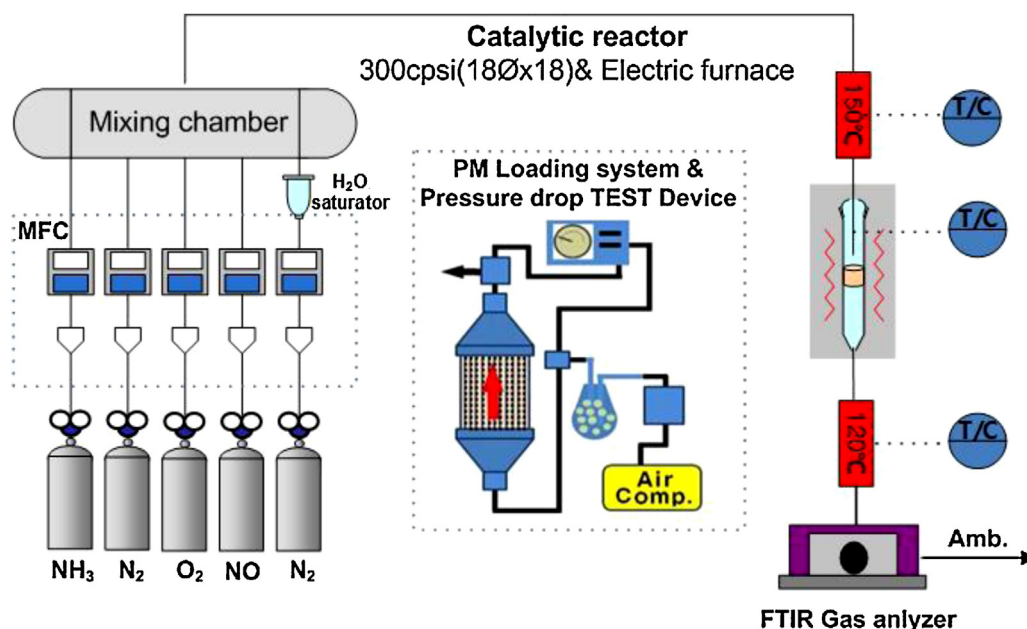 Catalytic reactor
300cpsi(18Øx18)& Electric furnace
Mixing chamber
H₂O
saturator
MFC
NH₃ N₂ O₂ NO N₂
PM Loading system &
Pressure drop TEST Device
Air
Comp.
150℃
T/C
T/C
120℃
T/C
Amb.
FTIR Gas anlyzer